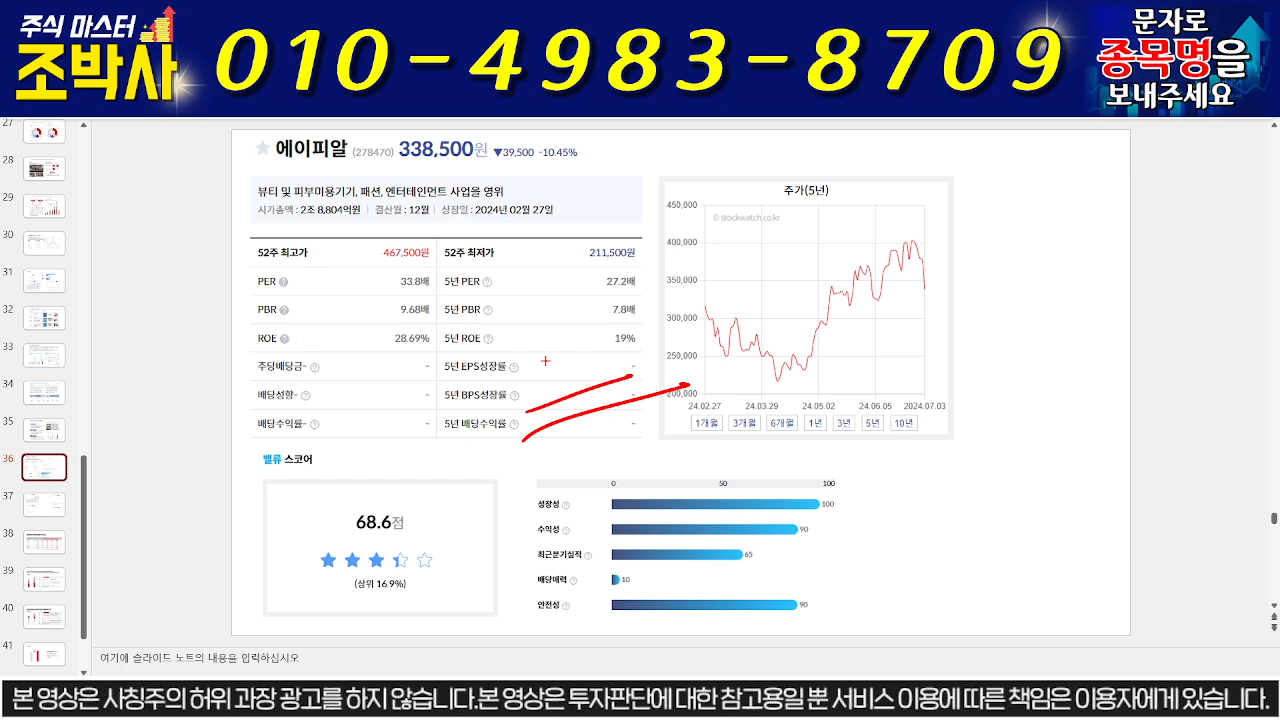 주식 마스터
조박사
010-4983-8709
문자로
종목명을
보내주세요
27
28
29
30
31
32
33
34
35
36
37
38
39
40
41
에이피알 (278470) 338,500원 ▼39,500 -10.45%
뷰티 및 피부미용기기, 패션, 엔터테인먼트 사업을 영위
시가총액 : 2조 8,804억원 | 결산월 : 12월 | 상장일 : 2024년 02월 27일
52주 최고가 467,500원 52주 최저가 211,500원
PER ? 33.8배 5년 PER ? 27.2배
PBR ? 9.68배 5년 PBR ? 7.8배
ROE ? 28.69% 5년 ROE ? 19%
주당배당금- ? - 5년 EPS성장률 ? -
배당성향- ? - 5년 BPS성장률 ? -
배당수익률- ? - 5년 배당수익률 ? -
주가(5년)
© stockwatch.co.kr
450,000
400,000
350,000
300,000
250,000
200,000
24.02.27 24.03.29 24.05.02 24.06.05 2024.07.03
1개월 3개월 6개월 1년 3년 5년 10년
밸류 스코어
68.6점
(상위 16.9%)
0 50 100
성장성 ? 100
수익성 ? 90
최근분기실적 ? 65
배당매력 ? 10
안전성 ? 90
여기에 슬라이드 노트의 내용을 입력하십시오
본 영상은 사칭주의 허위 과장 광고를 하지 않습니다.본 영상은 투자판단에 대한 참고용일 뿐 서비스 이용에 따른 책임은 이용자에게 있습니다.